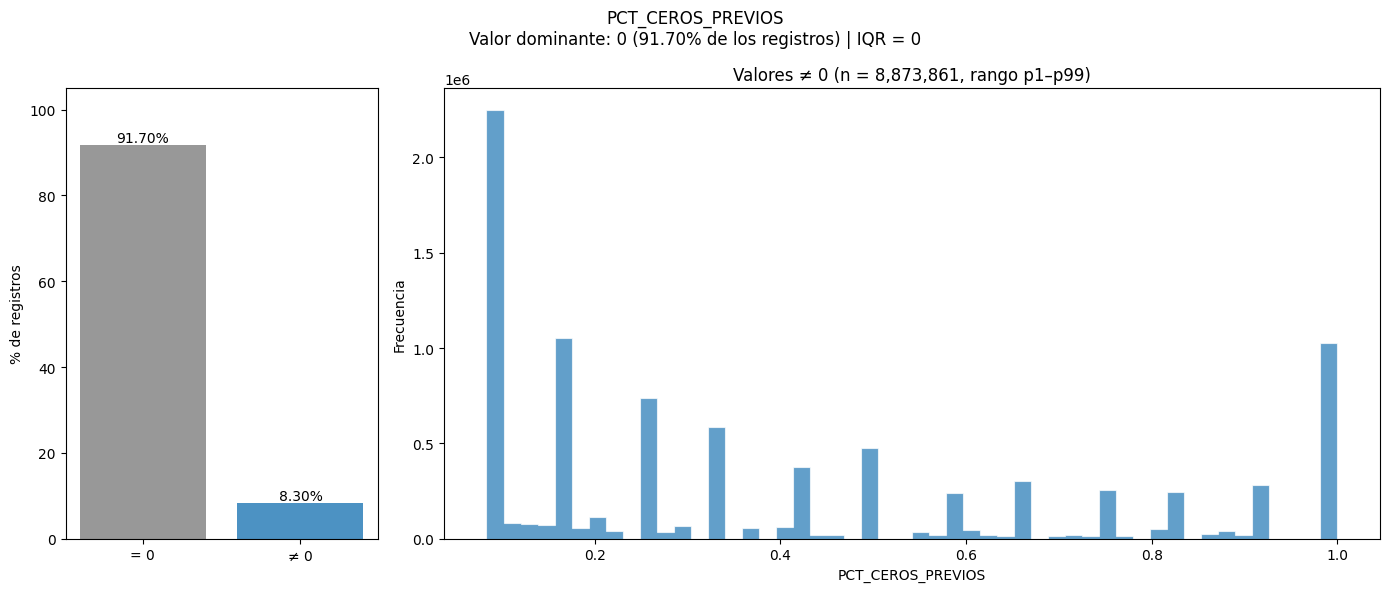 PCT_CEROS_PREVIOS
Valor dominante: 0 (91.70% de los registros) | IQR = 0
% de registros
100
80
60
40
20
0
91.70%
8.30%
= 0
≠ 0
Valores ≠ 0 (n = 8,873,861, rango p1–p99)
1e6
Frecuencia
2.0
1.5
1.0
0.5
0.0
0.2
0.4
0.6
0.8
1.0
PCT_CEROS_PREVIOS